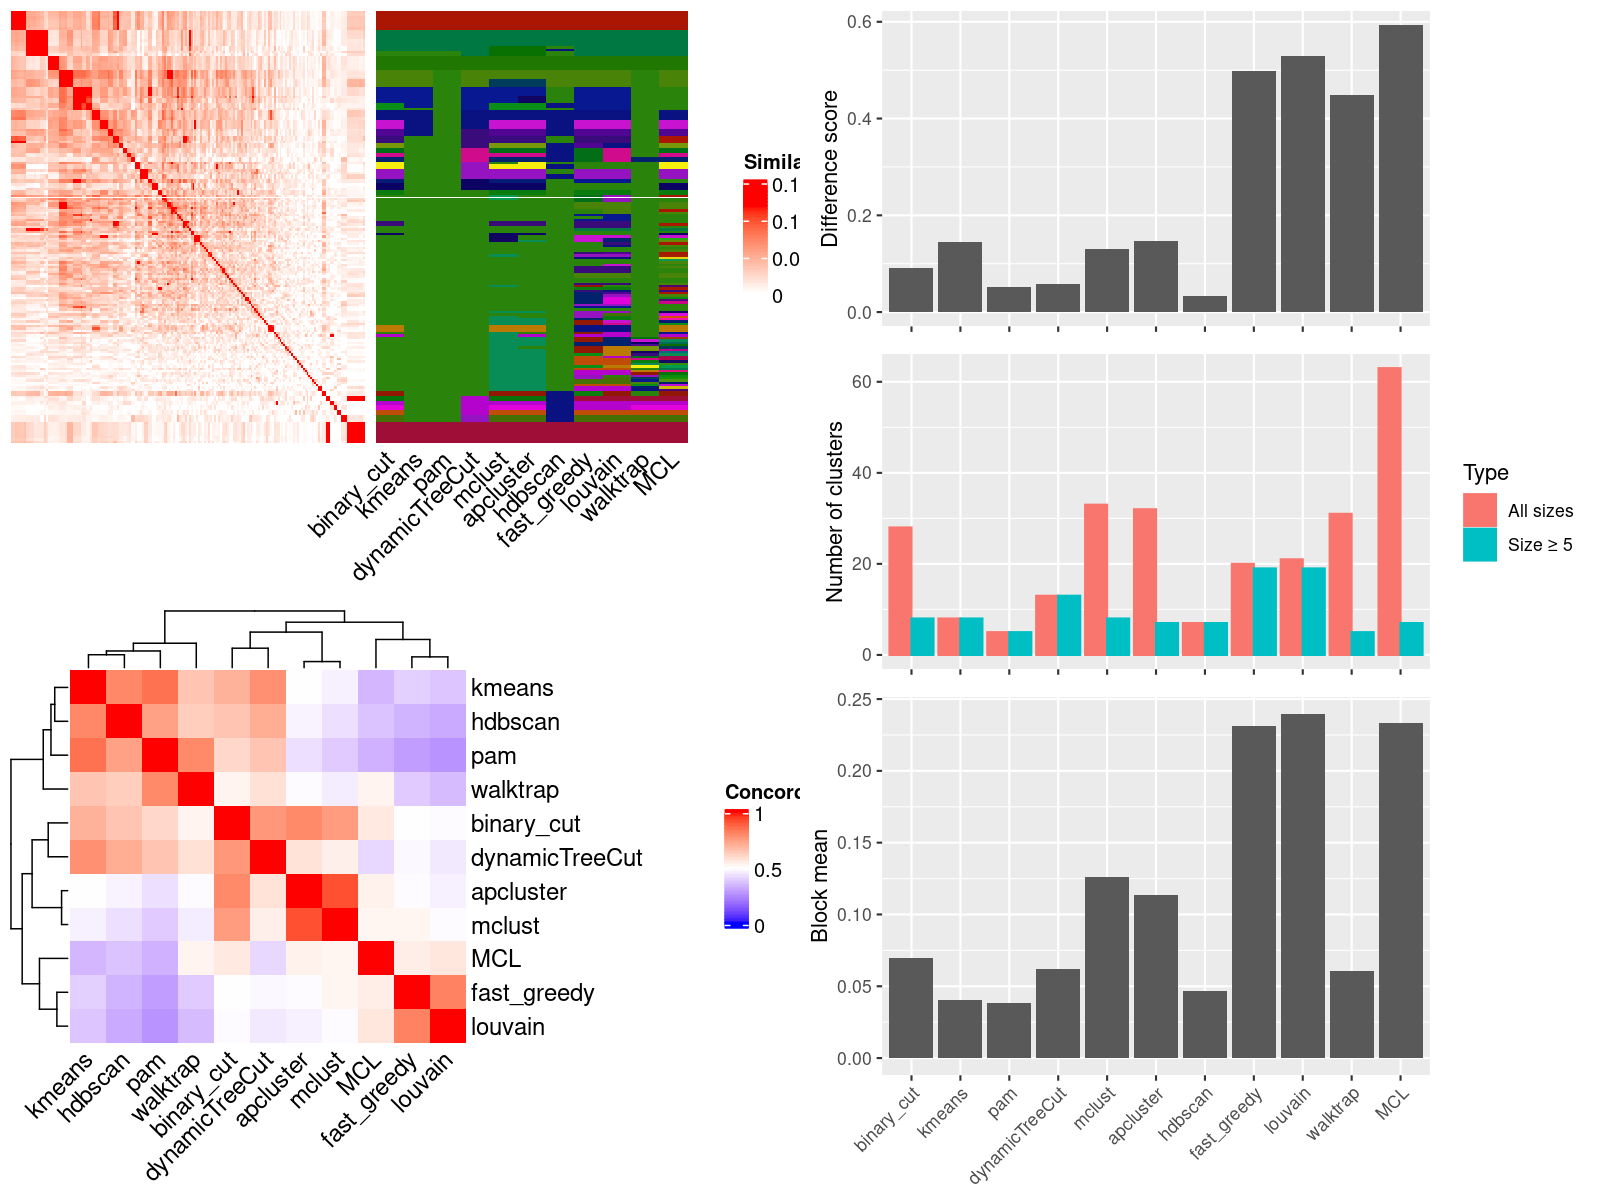 Simila
0.1
0.1
0.0
0
binary_cut
kmeans
pam
dynamicTreeCut
mclust
apcluster
hdbscan
fast_greedy
louvain
walktrap
MCL
kmeans
hdbscan
pam
walktrap
binary_cut
dynamicTreeCut
apcluster
mclust
MCL
fast_greedy
louvain
kmeans
hdbscan
pam
walktrap
binary_cut
dynamicTreeCut
apcluster
mclust
MCL
fast_greedy
louvain
Concord
1
0.5
0
Difference score
0.6
0.4
0.2
0.0
Number of clusters
60
40
20
0
Type
All sizes
Size ≥ 5
Block mean
0.25
0.20
0.15
0.10
0.05
0.00
binary_cut
kmeans
pam
dynamicTreeCut
mclust
apcluster
hdbscan
fast_greedy
louvain
walktrap
MCL